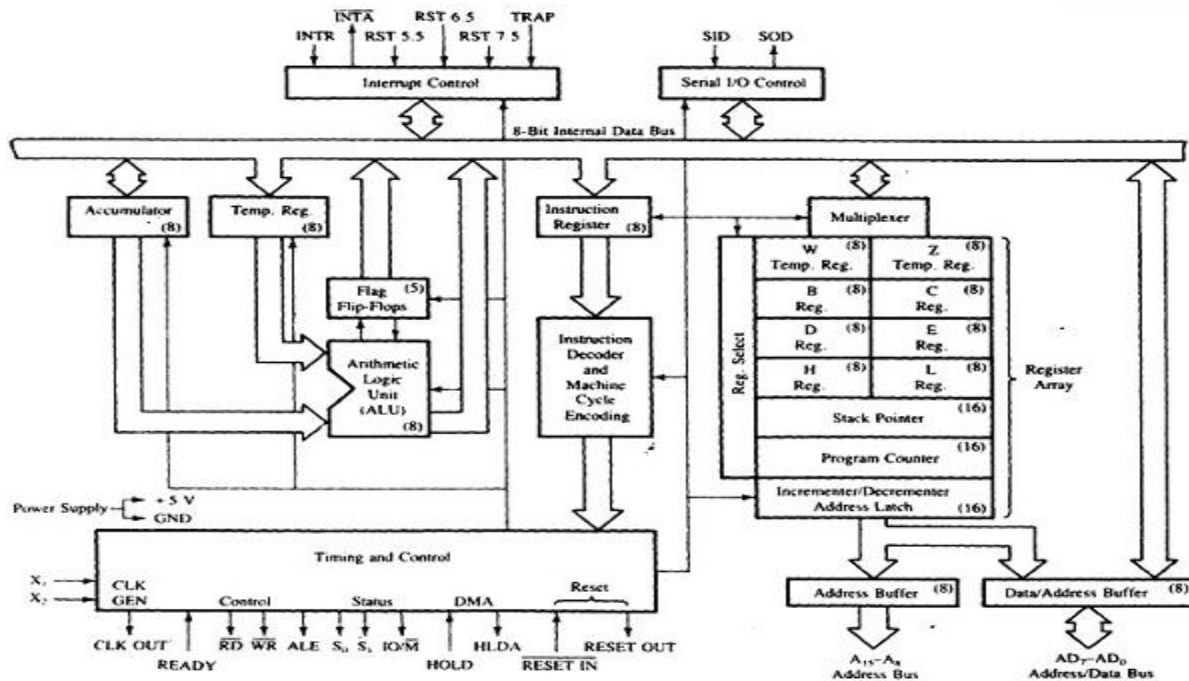 INTA RST 6.5 TRAP
INTR RST 5.5 RST 7.5
SID SOD
Interrupt Control
Serial I/O Control
8-Bit Internal Data Bus
Accumulator
(8)
Temp. Reg.
(8)
Instruction
Register (8)
Multiplexer
Flag (5)
Flip-Flops
Arithmetic
Logic
Unit
(ALU)
(8)
Instruction
Decoder
and
Machine
Cycle
Encoding
Reg. Select
W (8)
Temp. Reg.
Z (8)
Temp. Reg.
B (8)
Reg.
C (8)
Reg.
D (8)
Reg.
E (8)
Reg.
H (8)
Reg.
L (8)
Reg.
Stack Pointer (16)
Program Counter (16)
Incrementer/Decrementer
Address Latch (16)
Register
Array
Power Supply
+5 V
GND
Timing and Control
X₁
X₂
CLK
GEN
Control
Status
DMA
Reset
CLK OUT
READY
RD WR ALE S₀ S₁ IO/M
HOLD
HLDA
RESET IN
RESET OUT
Address Buffer (8)
Data/Address Buffer (8)
A₁₅–A₈
Address Bus
AD₇–AD₀
Address/Data Bus